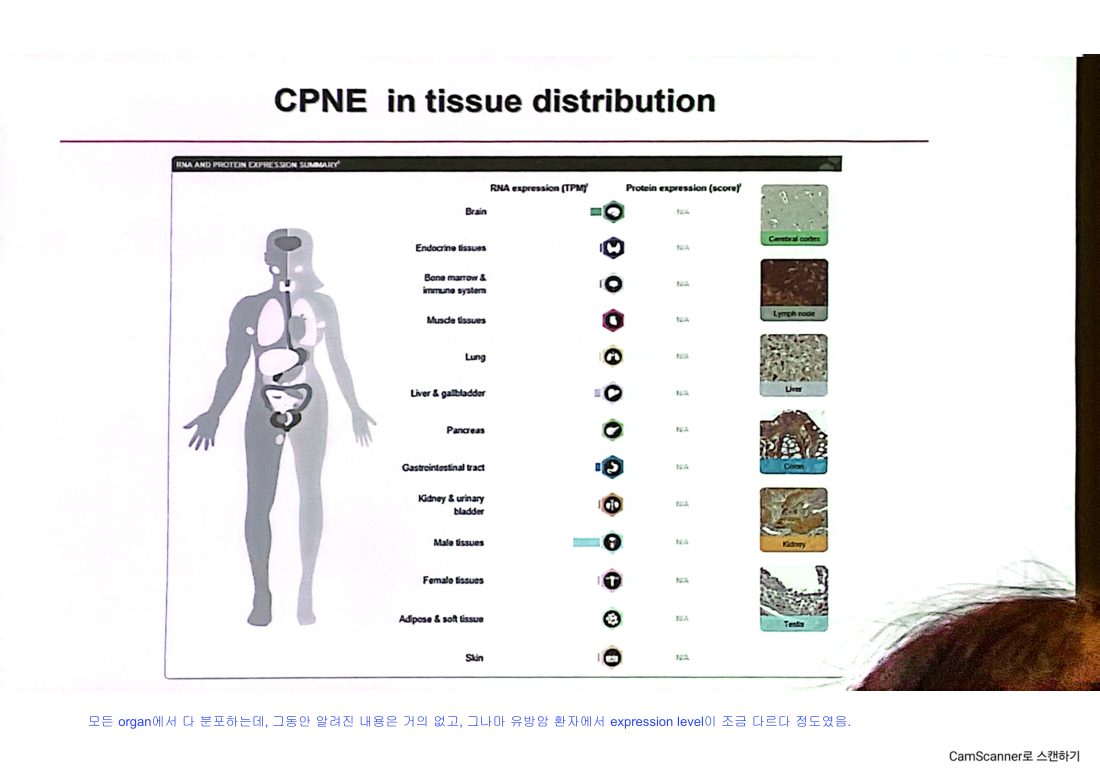 CPNE in tissue distribution
RNA AND PROTEIN EXPRESSION SUMMARY
RNA expression (TPM)
Protein expression (score)
Brain
N/A
Cerebral cortex
Endocrine tissues
N/A
Bone marrow &
immune system
N/A
Lymph node
Muscle tissues
N/A
Lung
N/A
Liver & gallbladder
N/A
Liver
Pancreas
N/A
Gastrointestinal tract
N/A
Colon
Kidney & urinary
bladder
N/A
Kidney
Male tissues
N/A
Female tissues
N/A
Adipose & soft tissue
N/A
Testis
Skin
N/A
모든 organ에서 다 분포하는데, 그동안 알려진 내용은 거의 없고, 그나마 유방암 환자에서 expression level이 조금 다르다 정도였음.
CamScanner로 스캔하기